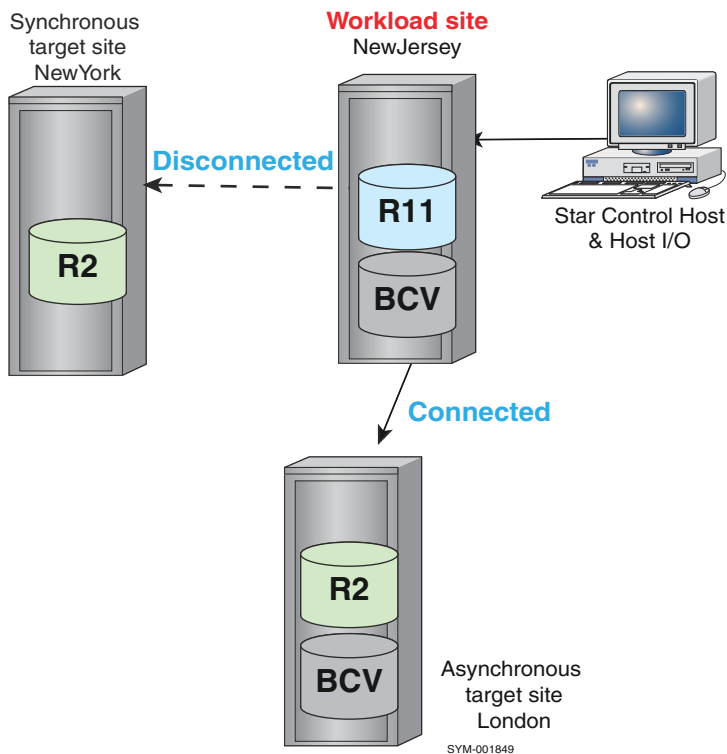 Synchronous
target site
NewYork
Workload site
NewJersey
Disconnected
R11
BCV
R2
Star Control Host
& Host I/O
Connected
R2
BCV
Asynchronous
target site
London
SYM-001849